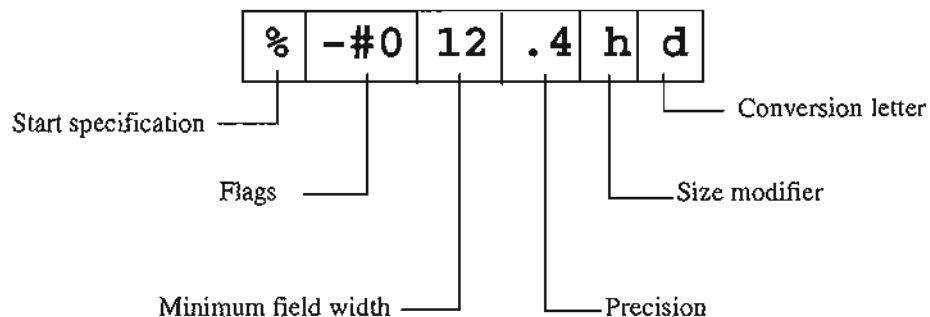 % -#0 12 .4 h d
Start specification
Conversion letter
Flags
Size modifier
Minimum field width
Precision